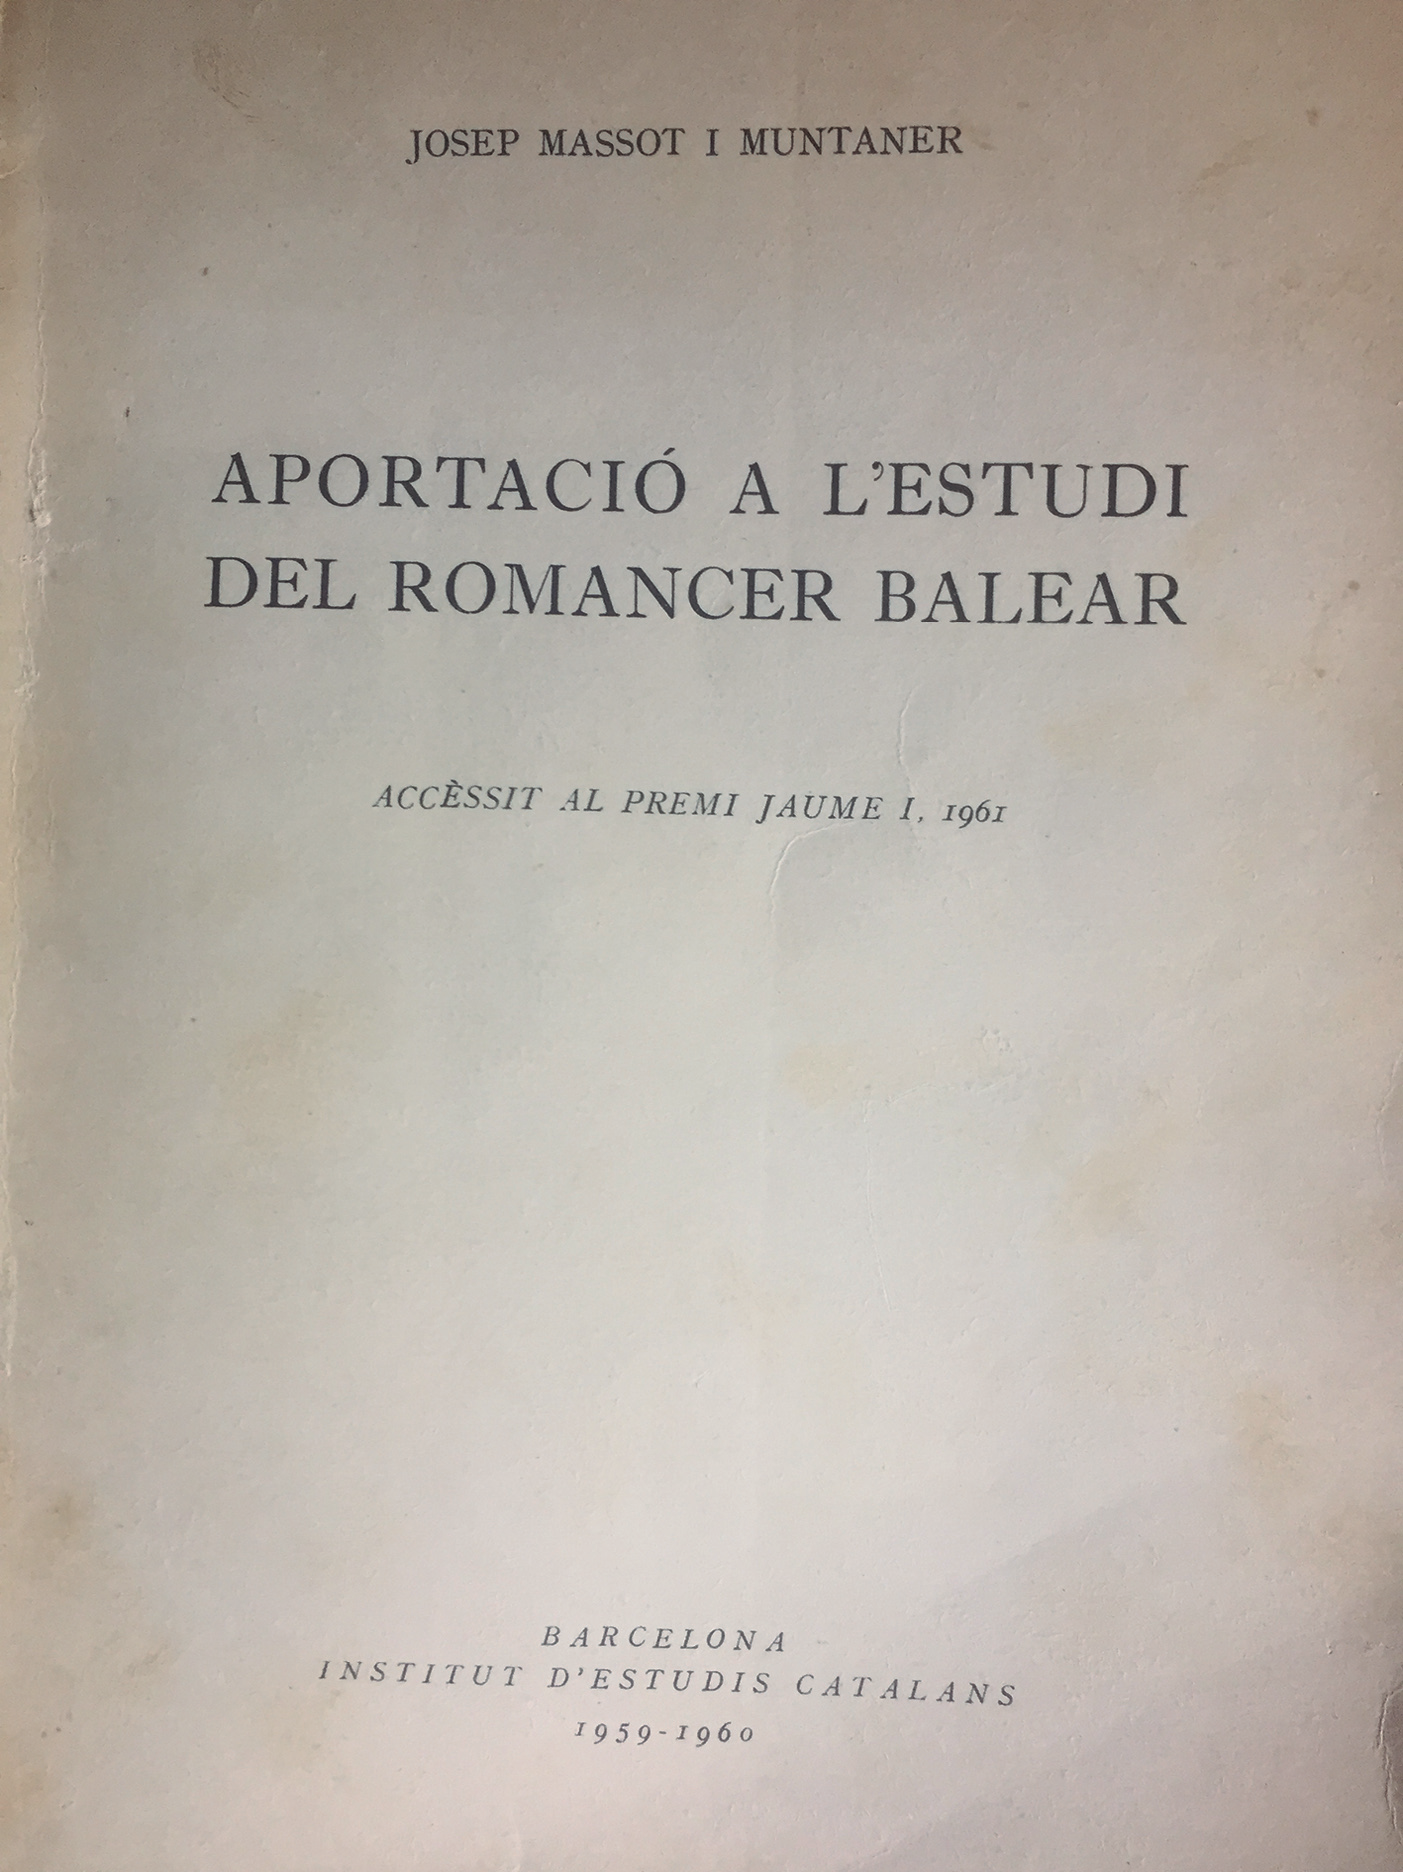 JOSEP MASSOT I MUNTANER
APORTACIÓ A L'ESTUDI
DEL ROMANCER BALEAR
ACCÈSSIT AL PREMI JAUME I, 1961
BARCELONA
INSTITUT D'ESTUDIS CATALANS
1959-1960